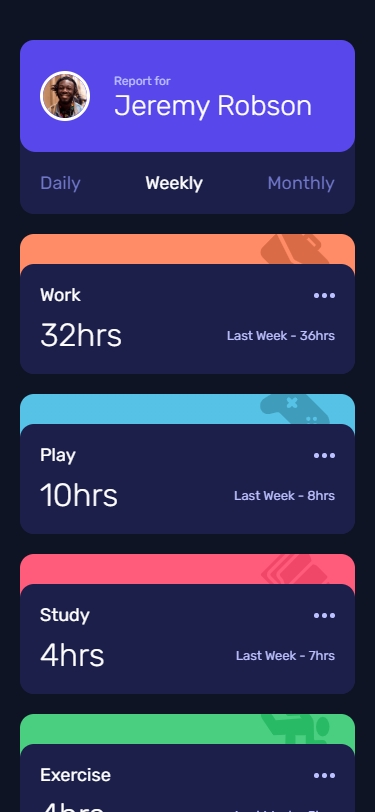 Report for
Jeremy Robson
Daily Weekly Monthly
Work
32hrs Last Week - 36hrs
Play
10hrs Last Week - 8hrs
Study
4hrs Last Week - 7hrs
Exercise
4hrs